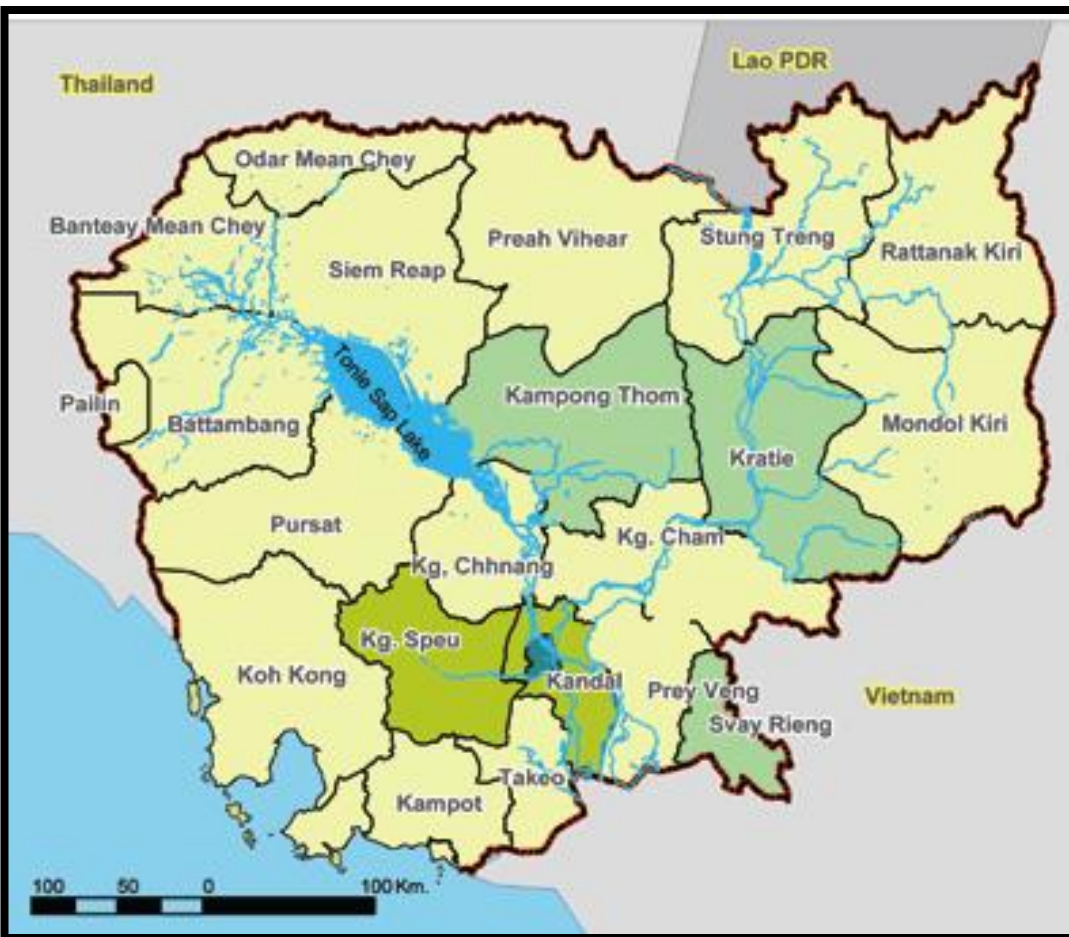 Lao PDR
Thailand
Odar Mean Chey
Banteay Mean Chey
Preah Vihear
Stung Treng
Rattanak Kiri
Siem Reap
Tonle Sap Lake
Kampong Thom
Pailin
Battambang
Mondol Kiri
Kratie
Pursat
Kg. Cham
Kg, Chhnang
Kg. Speu
Koh Kong
Kandal
Prey Veng
Vietnam
Svay Rieng
Takeo
Kampot
100 50 0 100 Km.